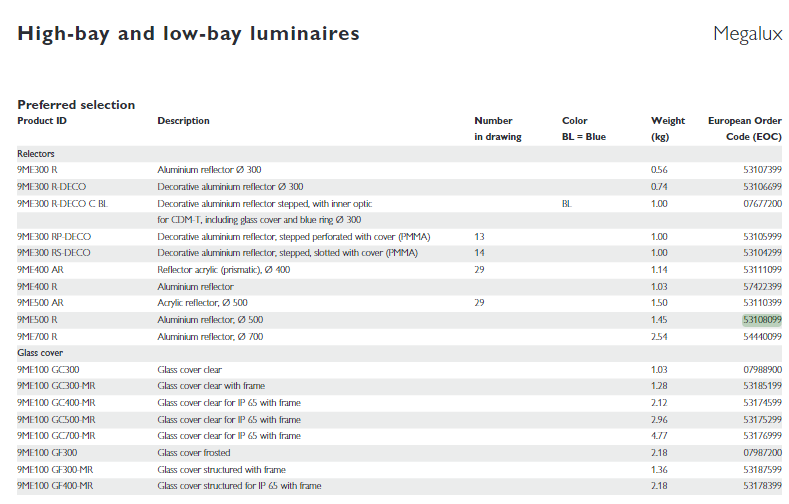 High-bay and low-bay luminaires Megalux
Preferred selection
Product ID Description Number Color Weight European Order
in drawing BL = Blue (kg) Code (EOC)
Relectors
9ME300 R Aluminium reflector Ø 300 0.56 53107399
9ME300 R-DECO Decorative aluminium reflector Ø 300 0.74 53106699
9ME300 R-DECO C BL Decorative aluminium reflector stepped, with inner optic BL 1.00 07677200
for CDM-T, including glass cover and blue ring Ø 300
9ME300 RP-DECO Decorative aluminium reflector, stepped perforated with cover (PMMA) 13 1.00 53105999
9ME300 RS-DECO Decorative aluminium reflector, stepped, slotted with cover (PMMA) 14 1.00 53104299
9ME400 AR Reflector acrylic (prismatic), Ø 400 29 1.14 53111099
9ME400 R Aluminium reflector 1.03 57422399
9ME500 AR Acrylic reflector, Ø 500 29 1.50 53110399
9ME500 R Aluminium reflector, Ø 500 1.45 53108099
9ME700 R Aluminium reflector, Ø 700 2.54 54440099
Glass cover
9ME100 GC300 Glass cover clear 1.03 07988900
9ME100 GC300-MR Glass cover clear with frame 1.28 53185199
9ME100 GC400-MR Glass cover clear for IP 65 with frame 2.12 53174599
9ME100 GC500-MR Glass cover clear for IP 65 with frame 2.96 53175299
9ME100 GC700-MR Glass cover clear for IP 65 with frame 4.77 53176999
9ME100 GF300 Glass cover frosted 2.18 07987200
9ME100 GF300-MR Glass cover structured with frame 1.36 53187599
9ME100 GF400-MR Glass cover structured for IP 65 with frame 2.18 53178399